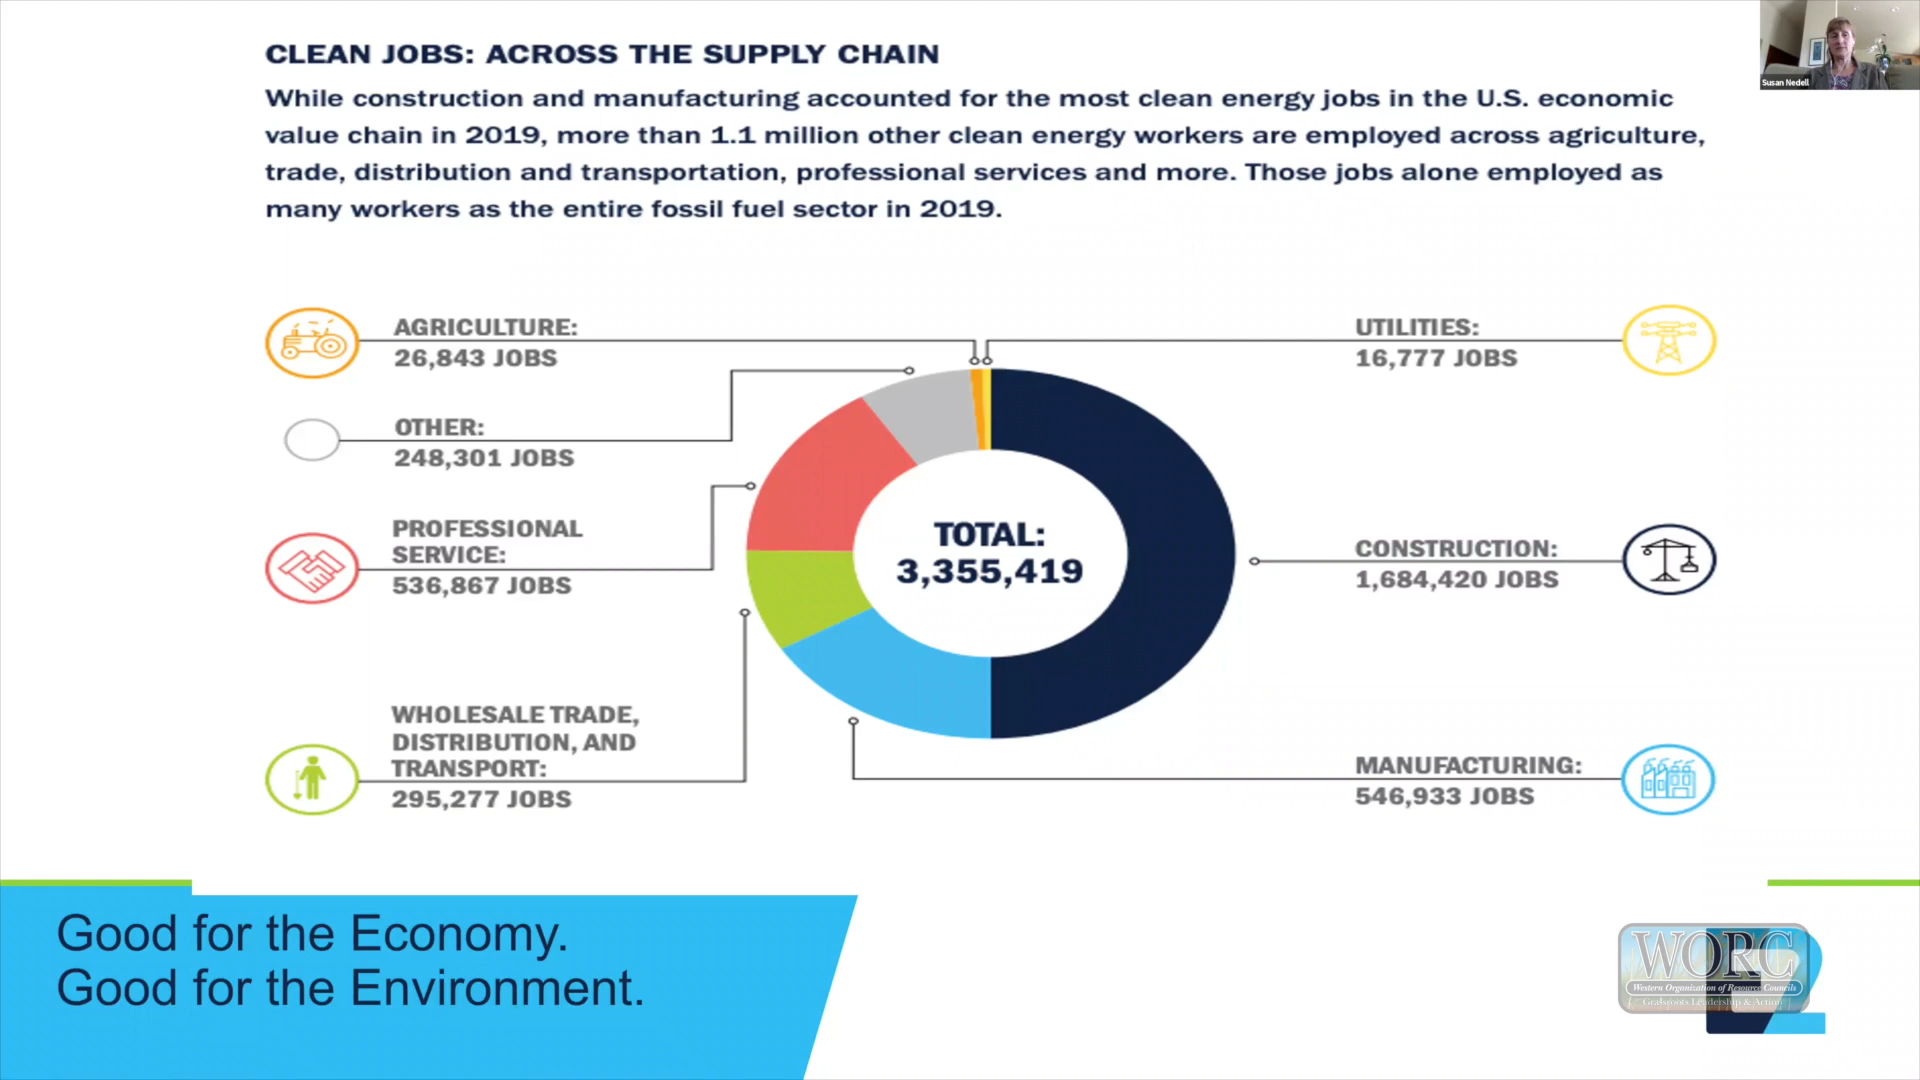 CLEAN JOBS: ACROSS THE SUPPLY CHAIN
While construction and manufacturing accounted for the most clean energy jobs in the U.S. economic
value chain in 2019, more than 1.1 million other clean energy workers are employed across agriculture,
trade, distribution and transportation, professional services and more. Those jobs alone employed as
many workers as the entire fossil fuel sector in 2019.
Susan Nedell
AGRICULTURE:
26,843 JOBS
UTILITIES:
16,777 JOBS
OTHER:
248,301 JOBS
PROFESSIONAL
SERVICE:
536,867 JOBS
TOTAL:
3,355,419
CONSTRUCTION:
1,684,420 JOBS
WHOLESALE TRADE,
DISTRIBUTION, AND
TRANSPORT:
295,277 JOBS
MANUFACTURING:
546,933 JOBS
Good for the Economy.
Good for the Environment.
WORC
Western Organization of Resource Councils
Grassroots Leadership & Action
2